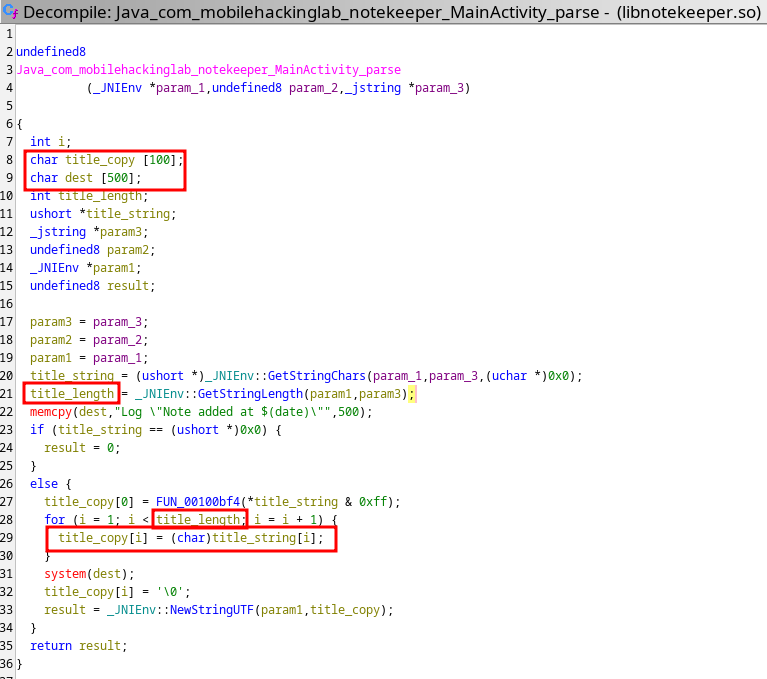 Decompile: Java_com_mobilehackinglab_notekeeper_MainActivity_parse - (libnotekeeper.so)
1
2 undefined8
3 Java_com_mobilehackinglab_notekeeper_MainActivity_parse
4 (_JNIEnv *param_1,undefined8 param_2,_jstring *param_3)
5
6 {
7 int i;
8 char title_copy [100];
9 char dest [500];
10 int title_length;
11 ushort *title_string;
12 _jstring *param3;
13 undefined8 param2;
14 _JNIEnv *param1;
15 undefined8 result;
16
17 param3 = param_3;
18 param2 = param_2;
19 param1 = param_1;
20 title_string = (ushort *)_JNIEnv::GetStringChars(param_1,param_3,(uchar *)0x0);
21 title_length = _JNIEnv::GetStringLength(param1,param3);
22 memcpy(dest,"Log \"Note added at $(date)\"",500);
23 if (title_string == (ushort *)0x0) {
24 result = 0;
25 }
26 else {
27 title_copy[0] = FUN_00100bf4(*title_string & 0xff);
28 for (i = 1; i < title_length; i = i + 1) {
29 title_copy[i] = (char)title_string[i];
30 }
31 system(dest);
32 title_copy[i] = '\0';
33 result = _JNIEnv::NewStringUTF(param1,title_copy);
34 }
35 return result;
36 }